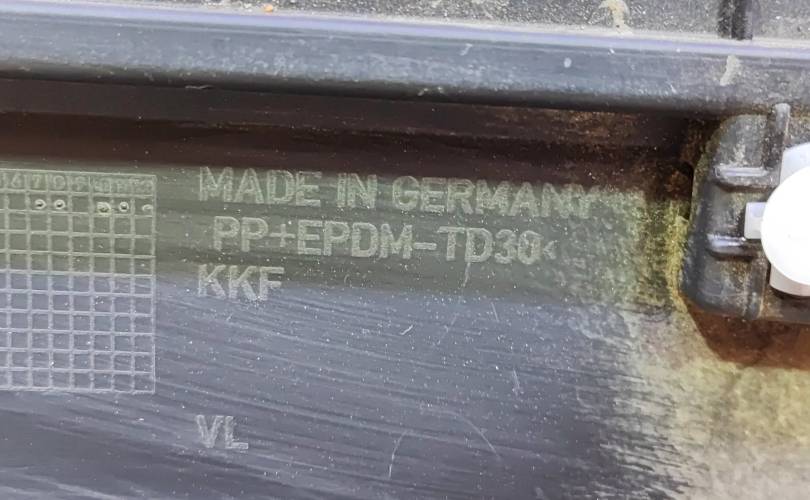 MADE IN GERMANY
PP+EPDM-TD30<
KKF
VL